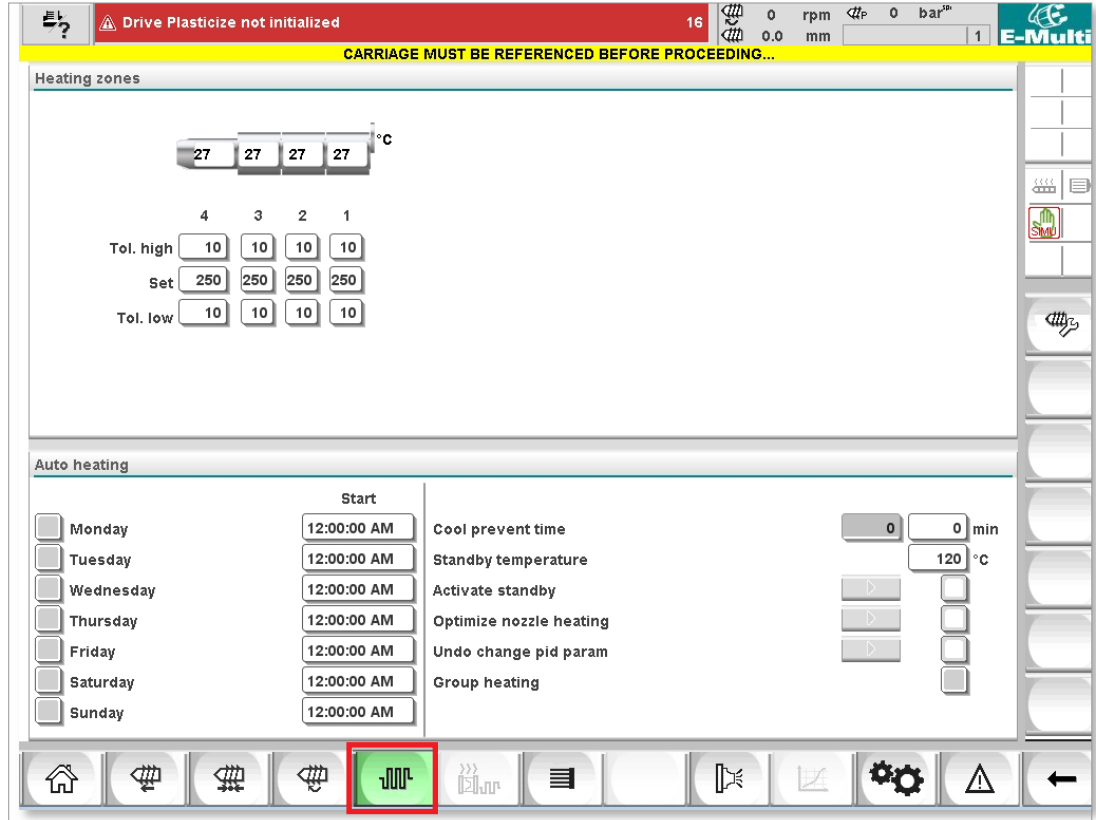 Drive Plasticize not initialized 16
0 rpm P 0 bar spe
0.0 mm 1
E-Multi
CARRIAGE MUST BE REFERENCED BEFORE PROCEEDING...
Heating zones
27 27 27 27 °C
4 3 2 1
Tol. high 10 10 10 10
Set 250 250 250 250
Tol. low 10 10 10 10
SIMU
Auto heating
Start
Monday 12:00:00 AM Cool prevent time 0 0 min
Tuesday 12:00:00 AM Standby temperature 120 °C
Wednesday 12:00:00 AM Activate standby
Thursday 12:00:00 AM Optimize nozzle heating
Friday 12:00:00 AM Undo change pid param
Saturday 12:00:00 AM Group heating
Sunday 12:00:00 AM